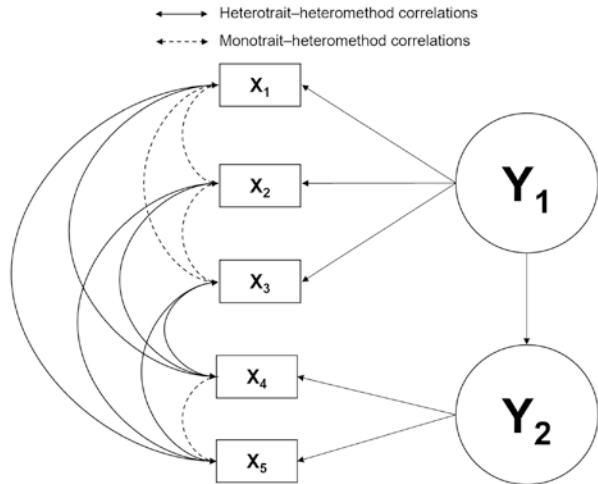 Heterotrait–heteromethod correlations
Monotrait–heteromethod correlations
X₁
X₂
X₃
X₄
X₅
Y₁
Y₂